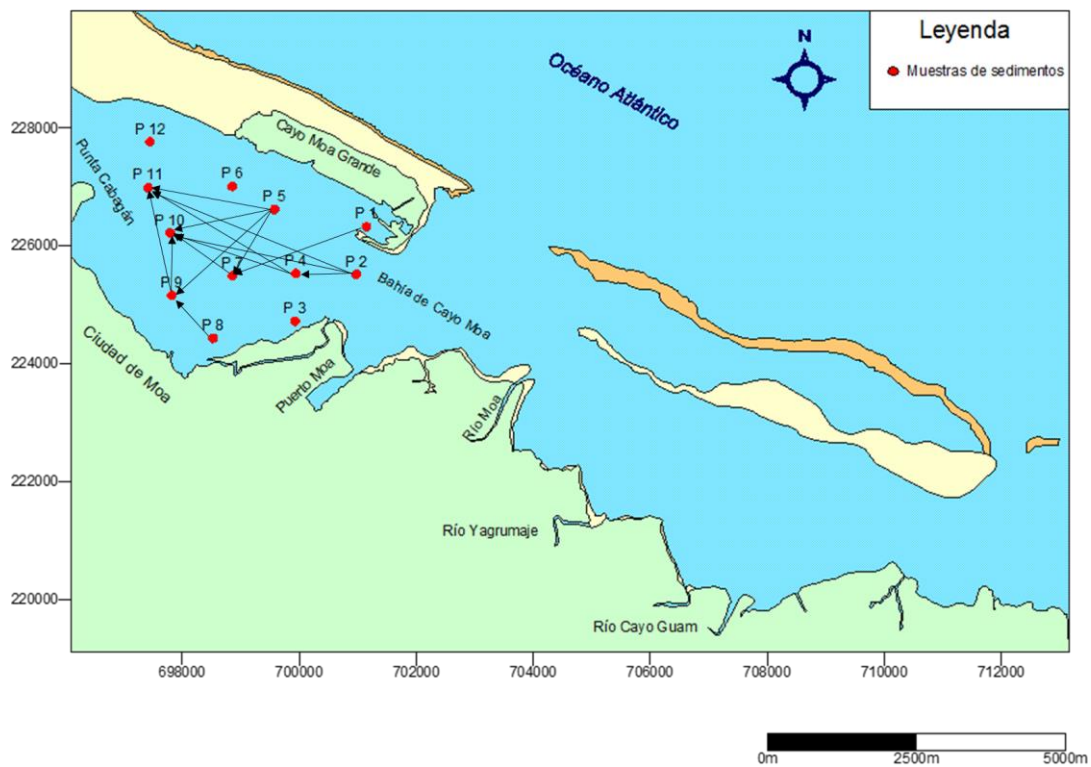 Leyenda
Muestras de sedimentos
N
Océano Atlántico
228000
226000
224000
222000
220000
P 12
P 11
P 6
P 5
P 10
P 1
P 7
P 4
P 2
P 9
P 8
P 3
Cayo Moa Grande
Punta Cabagán
Bahía de Cayo Moa
Cíudad de Moa
Puerto Moa
Río Moa
Río Yagrumaje
Río Cayo Guam
698000
700000
702000
704000
706000
708000
710000
712000
0m
2500m
5000m